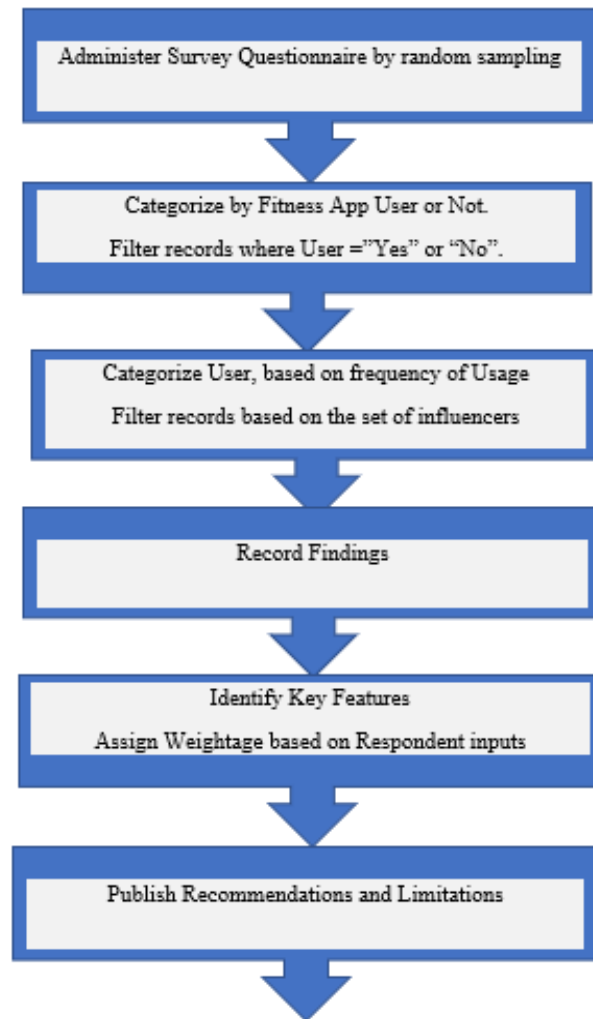 Administer Survey Questionnaire by random sampling
Categorize by Fitness App User or Not.
Filter records where User =”Yes” or “No”.
Categorize User, based on frequency of Usage
Filter records based on the set of influencers
Record Findings
Identify Key Features
Assign Weightage based on Respondent inputs
Publish Recommendations and Limitations